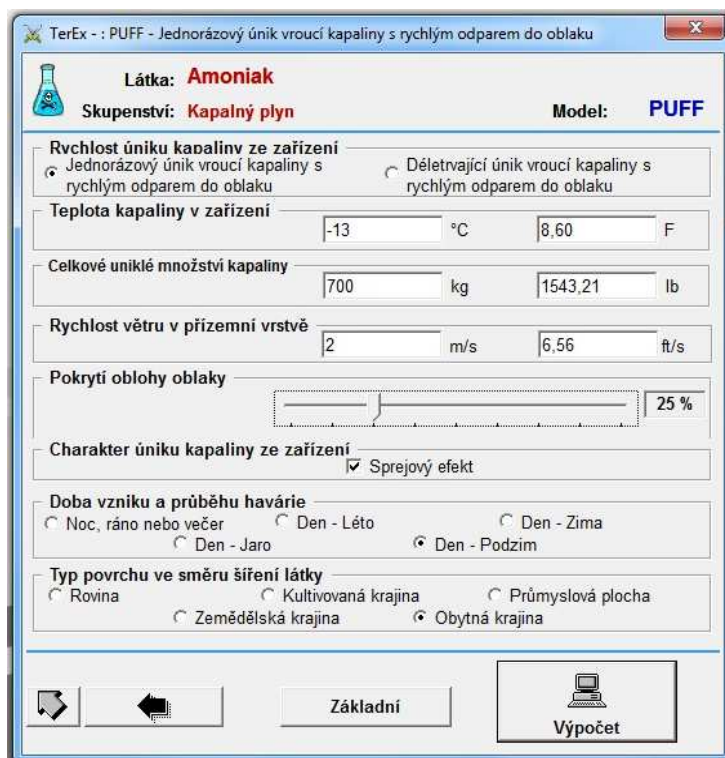 TerEx - : PUFF - Jednorázový únik vroucí kapaliny s rychlým odparem do oblaku
Látka: Amoniak
Skupenství: Kapalný plyn Model: PUFF
Rychlost úniku kapaliny ze zařízení
Jednorázový únik vroucí kapaliny s
rychlým odparem do oblaku
Déletrvající únik vroucí kapaliny s
rychlým odparem do oblaku
Teplota kapaliny v zařízení
-13 °C 8,60 F
Celkové uniklé množství kapaliny
700 kg 1543,21 lb
Rychlost větru v přízemní vrstvě
2 m/s 6,56 ft/s
Pokrytí oblohy oblaky
25 %
Charakter úniku kapaliny ze zařízení
Sprejový efekt
Doba vzniku a průběhu havárie
Noc, ráno nebo večer Den - Léto Den - Zima
Den - Jaro Den - Podzim
Typ povrchu ve směru šíření látky
Rovina Kultivovaná krajina Průmyslová plocha
Zemědělská krajina Obytná krajina
Základní
Výpočet